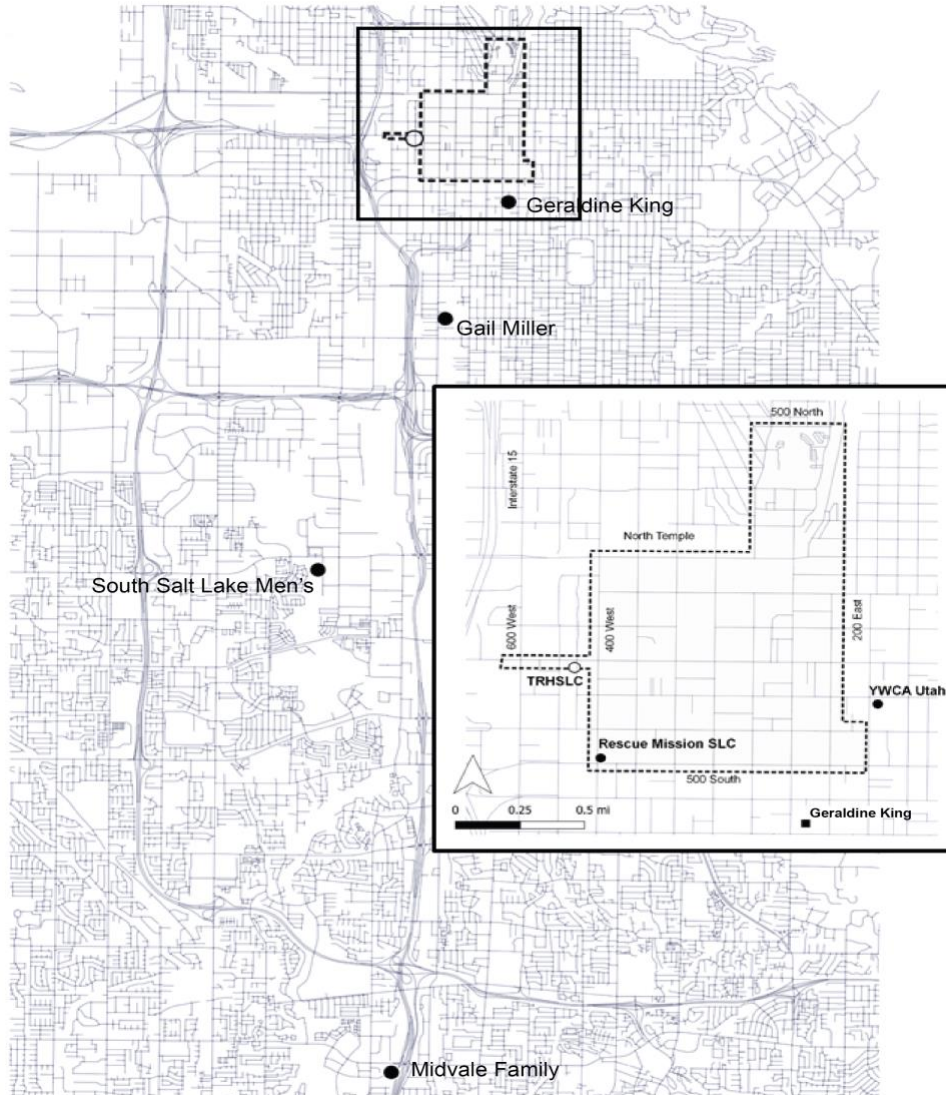 Geraldine King
Gail Miller
South Salt Lake Men's
Midvale Family
500 North
Interstate 15
North Temple
600 West
400 West
200 East
TRHSLC
YWCA Utah
Rescue Mission SLC
500 South
0 0.25 0.5 mi
Geraldine King